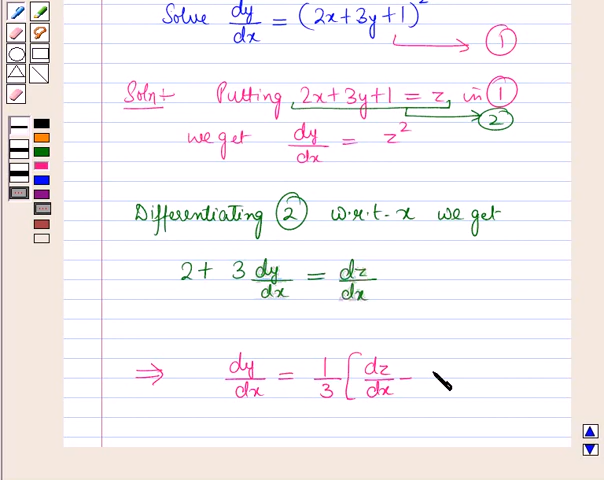 Solve dy/dx = (2x+3y+1)² → ①
Soln:- Putting 2x+3y+1 = z, in ①
→ ②
we get dy/dx = z²
Differentiating ② w.r.t. x we get
2 + 3 dy/dx = dz/dx
⇒ dy/dx = 1/3 [ dz/dx -